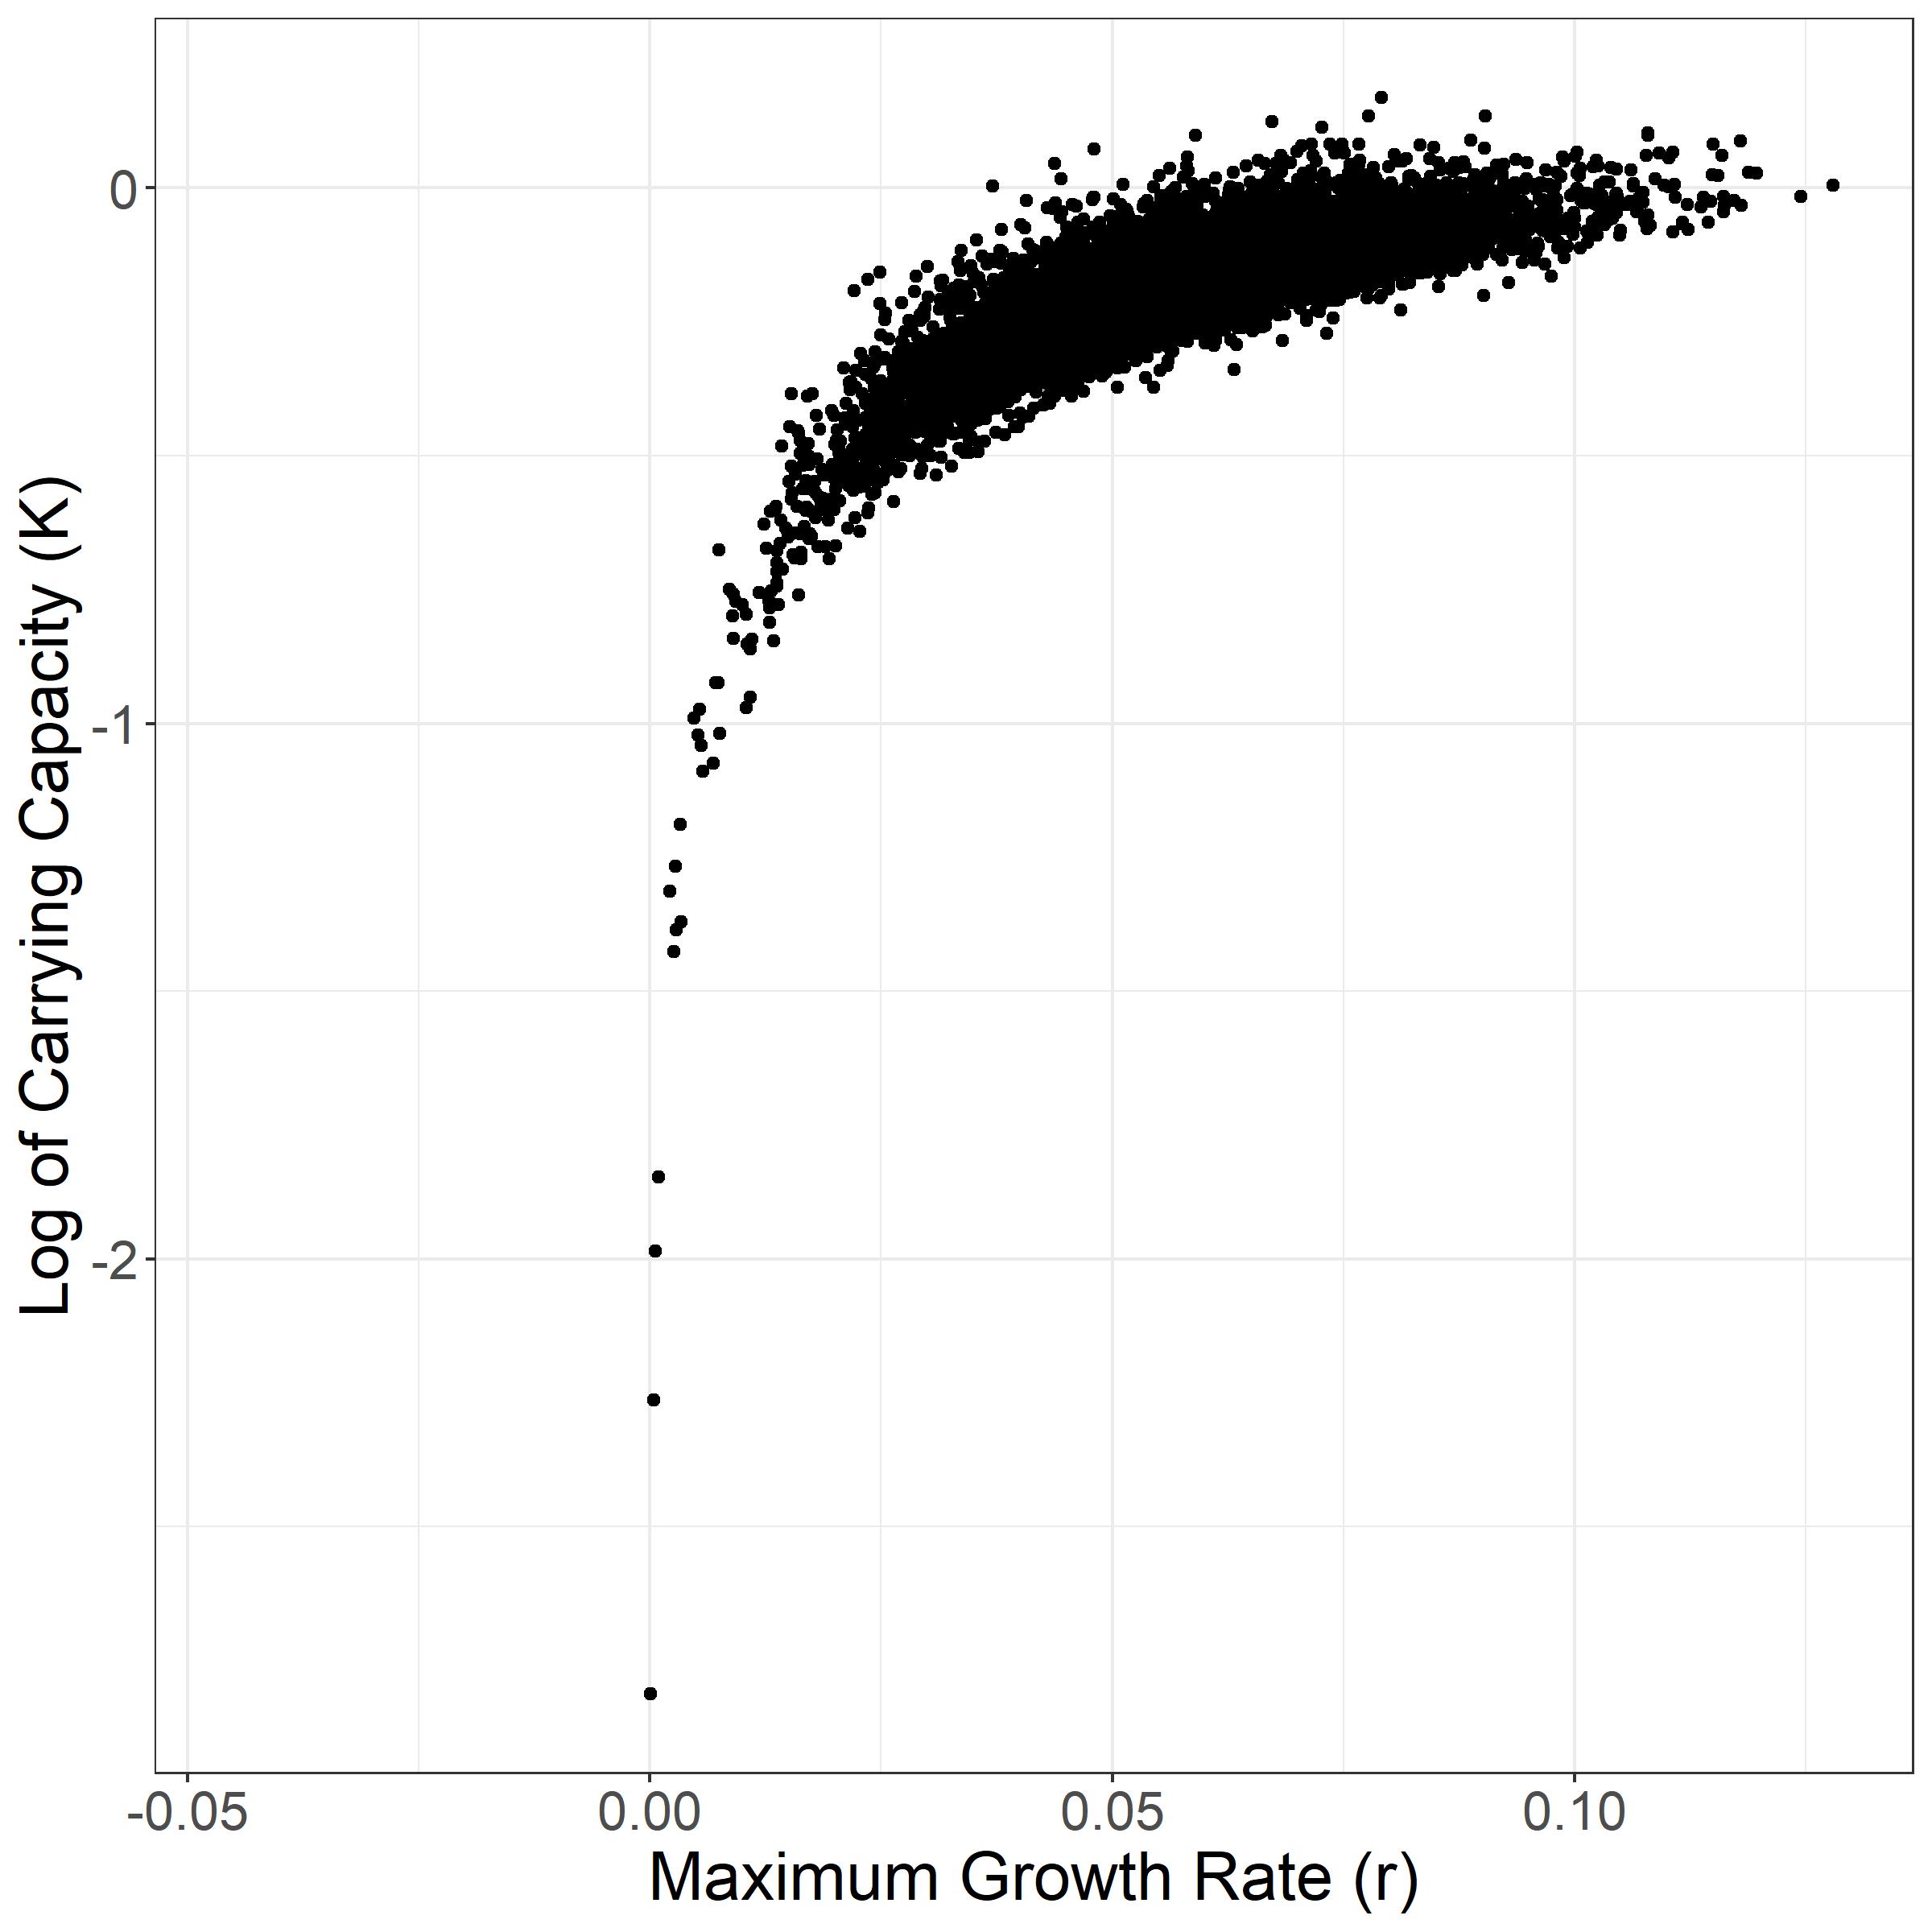 Log of Carrying Capacity (K)
0
-1
-2
-0.05 0.00 0.05 0.10
Maximum Growth Rate (r)